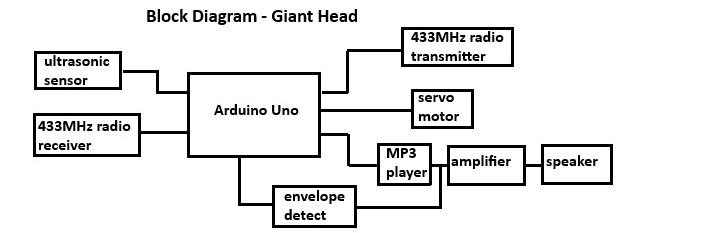 Block Diagram - Giant Head
433MHz radio
transmitter
ultrasonic
sensor
Arduino Uno
servo
motor
433MHz radio
receiver
MP3
player
amplifier
speaker
envelope
detect